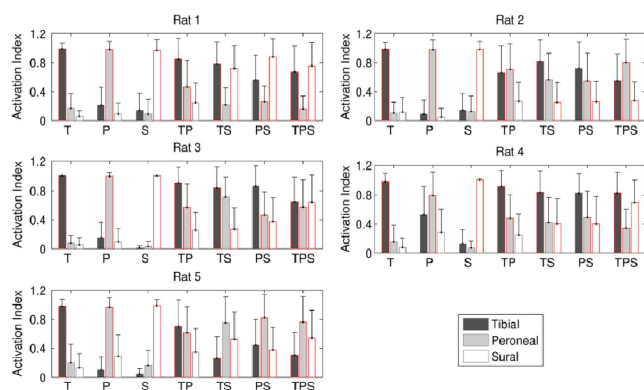 Rat 1
Activation Index
1.2
0.8
0.4
0
T P S TP TS PS TPS
Rat 2
Activation Index
1.2
0.8
0.4
0
T P S TP TS PS TPS
Rat 3
Activation Index
1.2
0.8
0.4
0
T P S TP TS PS TPS
Rat 4
Activation Index
1.2
0.8
0.4
0
T P S TP TS PS TPS
Rat 5
Activation Index
1.2
0.8
0.4
0
T P S TP TS PS TPS
Tibial
Peroneal
Sural